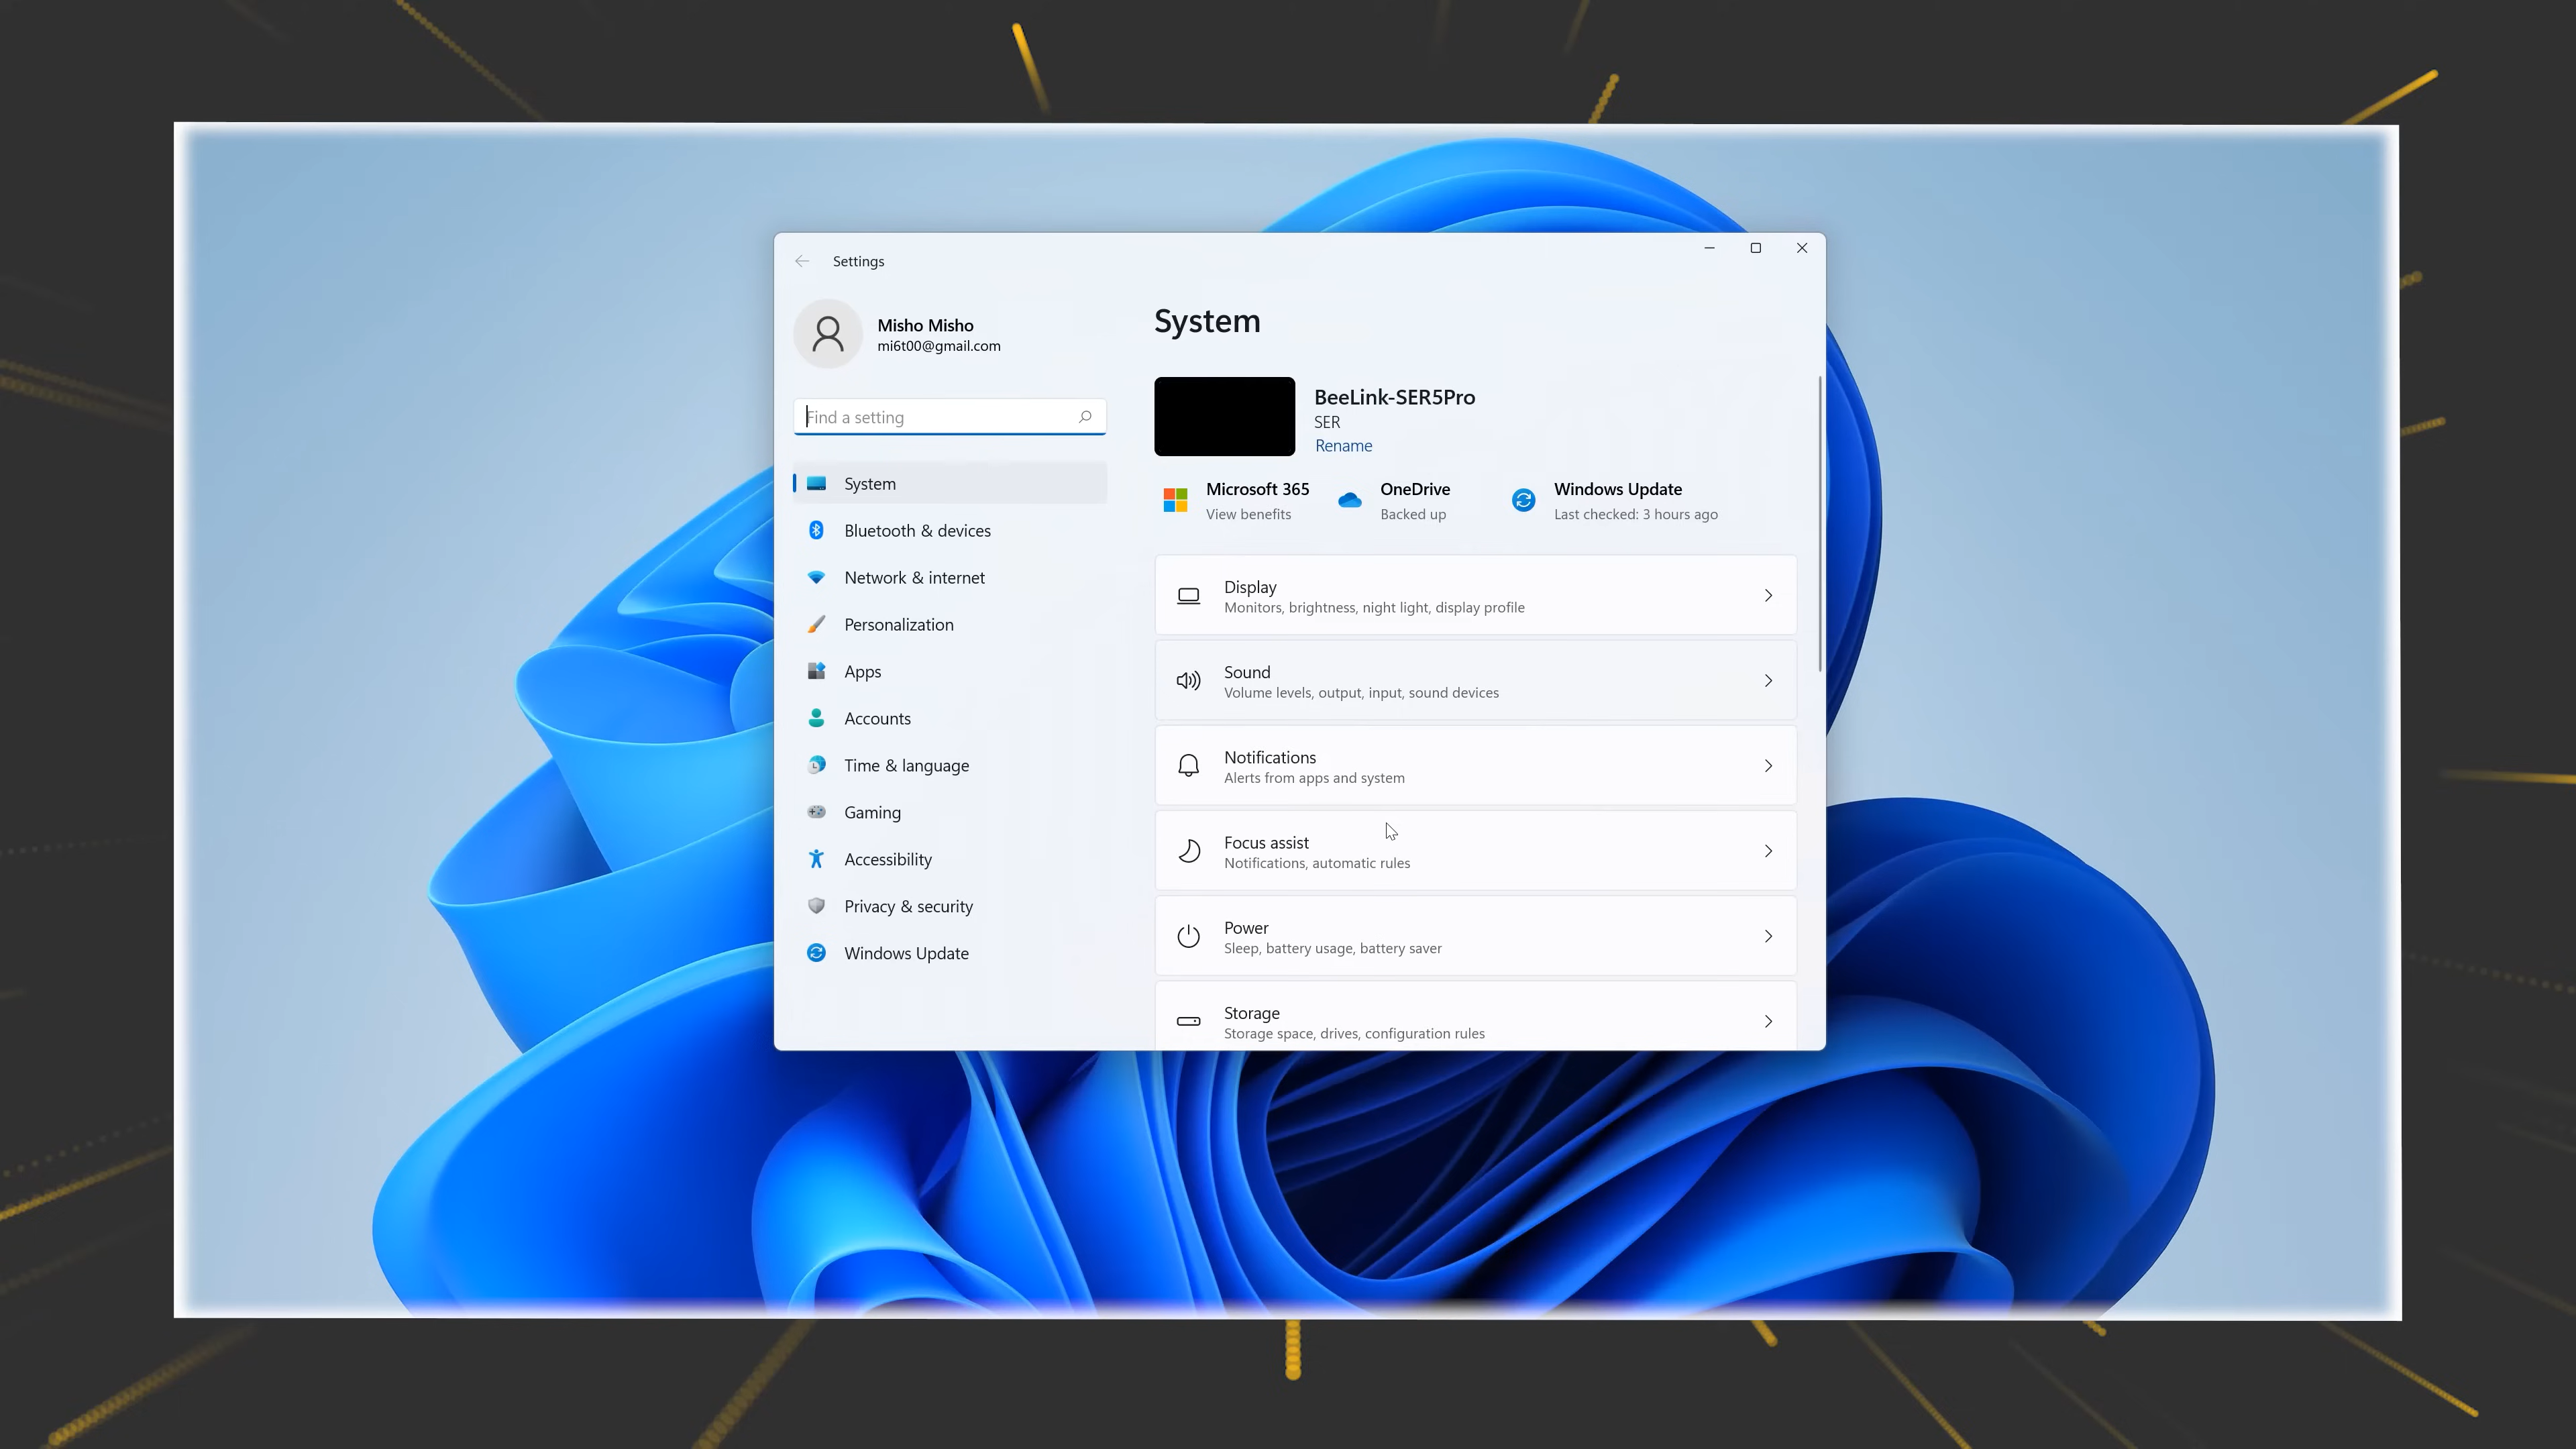 Settings
Misho Misho
mi6t00@gmail.com
Find a setting
System
Bluetooth & devices
Network & internet
Personalization
Apps
Accounts
Time & language
Gaming
Accessibility
Privacy & security
Windows Update
System
BeeLink-SER5Pro
SER
Rename
Microsoft 365
View benefits
OneDrive
Backed up
Windows Update
Last checked: 3 hours ago
Display
Monitors, brightness, night light, display profile
Sound
Volume levels, output, input, sound devices
Notifications
Alerts from apps and system
Focus assist
Notifications, automatic rules
Power
Sleep, battery usage, battery saver
Storage
Storage space, drives, configuration rules